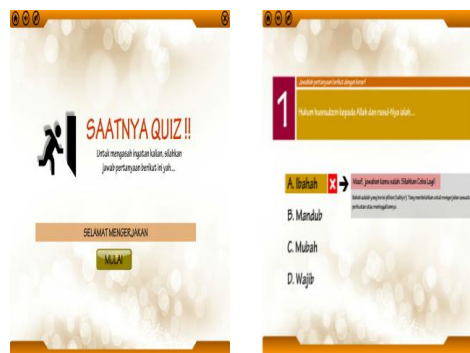 SAATNYA QUIZ !!
Untuk mengasah ingatan kalian, silahkan
jawab pertanyaan berikut ini yah...
SELAMAT MENGERJAKAN
MULAI
Jawablah pertanyaan berikut dengan benar!
1
Hukum husnudzon kepada Allah dan rasul-Nya ialah....
A. Ibahah
Maaf, jawaban kamu salah. Silahkan Coba Lagi!
B. Mandub
C. Mubah
D. Wajib